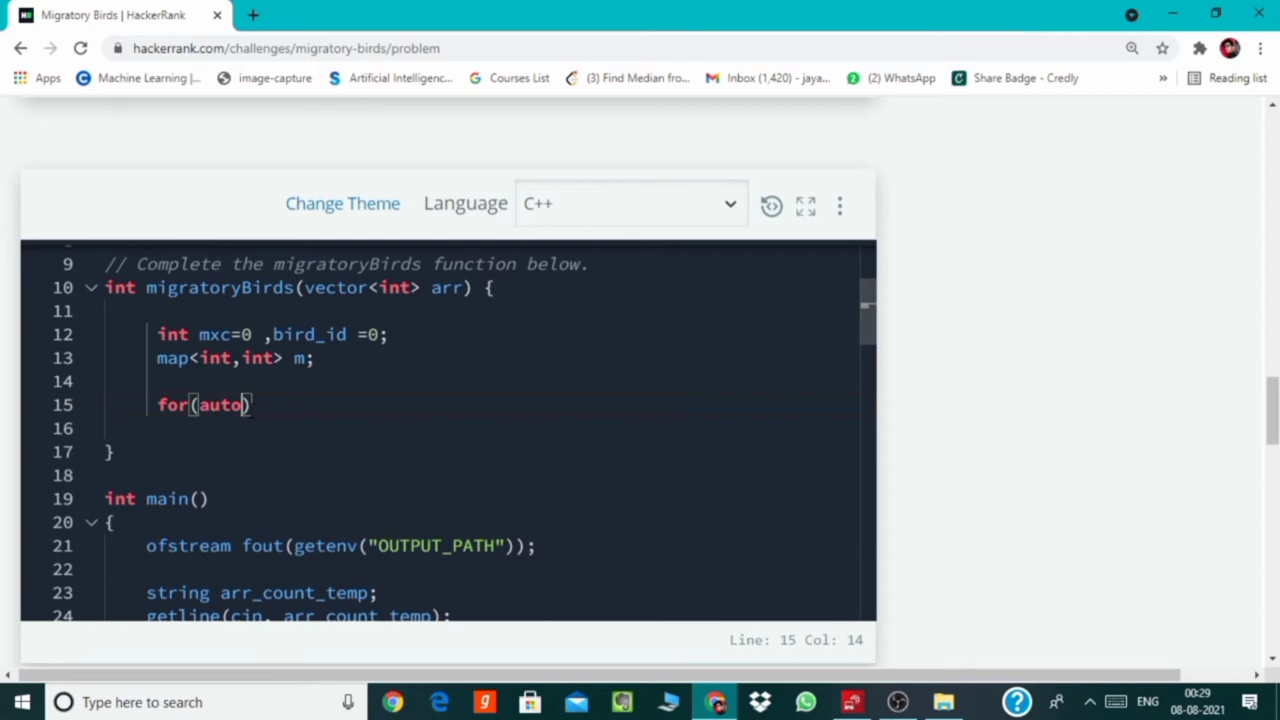 Migratory Birds | HackerRank
hackerrank.com/challenges/migratory-birds/problem
Apps Machine Learning |... image-capture Artificial Intelligenc... Courses List (3) Find Median fro... Inbox (1,420) - jaya... (2) WhatsApp Share Badge - Credly » Reading list
Change Theme Language C++
9 // Complete the migratoryBirds function below.
10 int migratoryBirds(vector<int> arr) {
11
12 int mxc=0 ,bird_id =0;
13 map<int,int> m;
14
15 for(auto)
16
17 }
18
19 int main()
20 {
21 ofstream fout(getenv("OUTPUT_PATH"));
22
23 string arr_count_temp;
24 getline(cin, arr_count_temp);
Line: 15 Col: 14
Type here to search ENG 00:29
08-08-2021